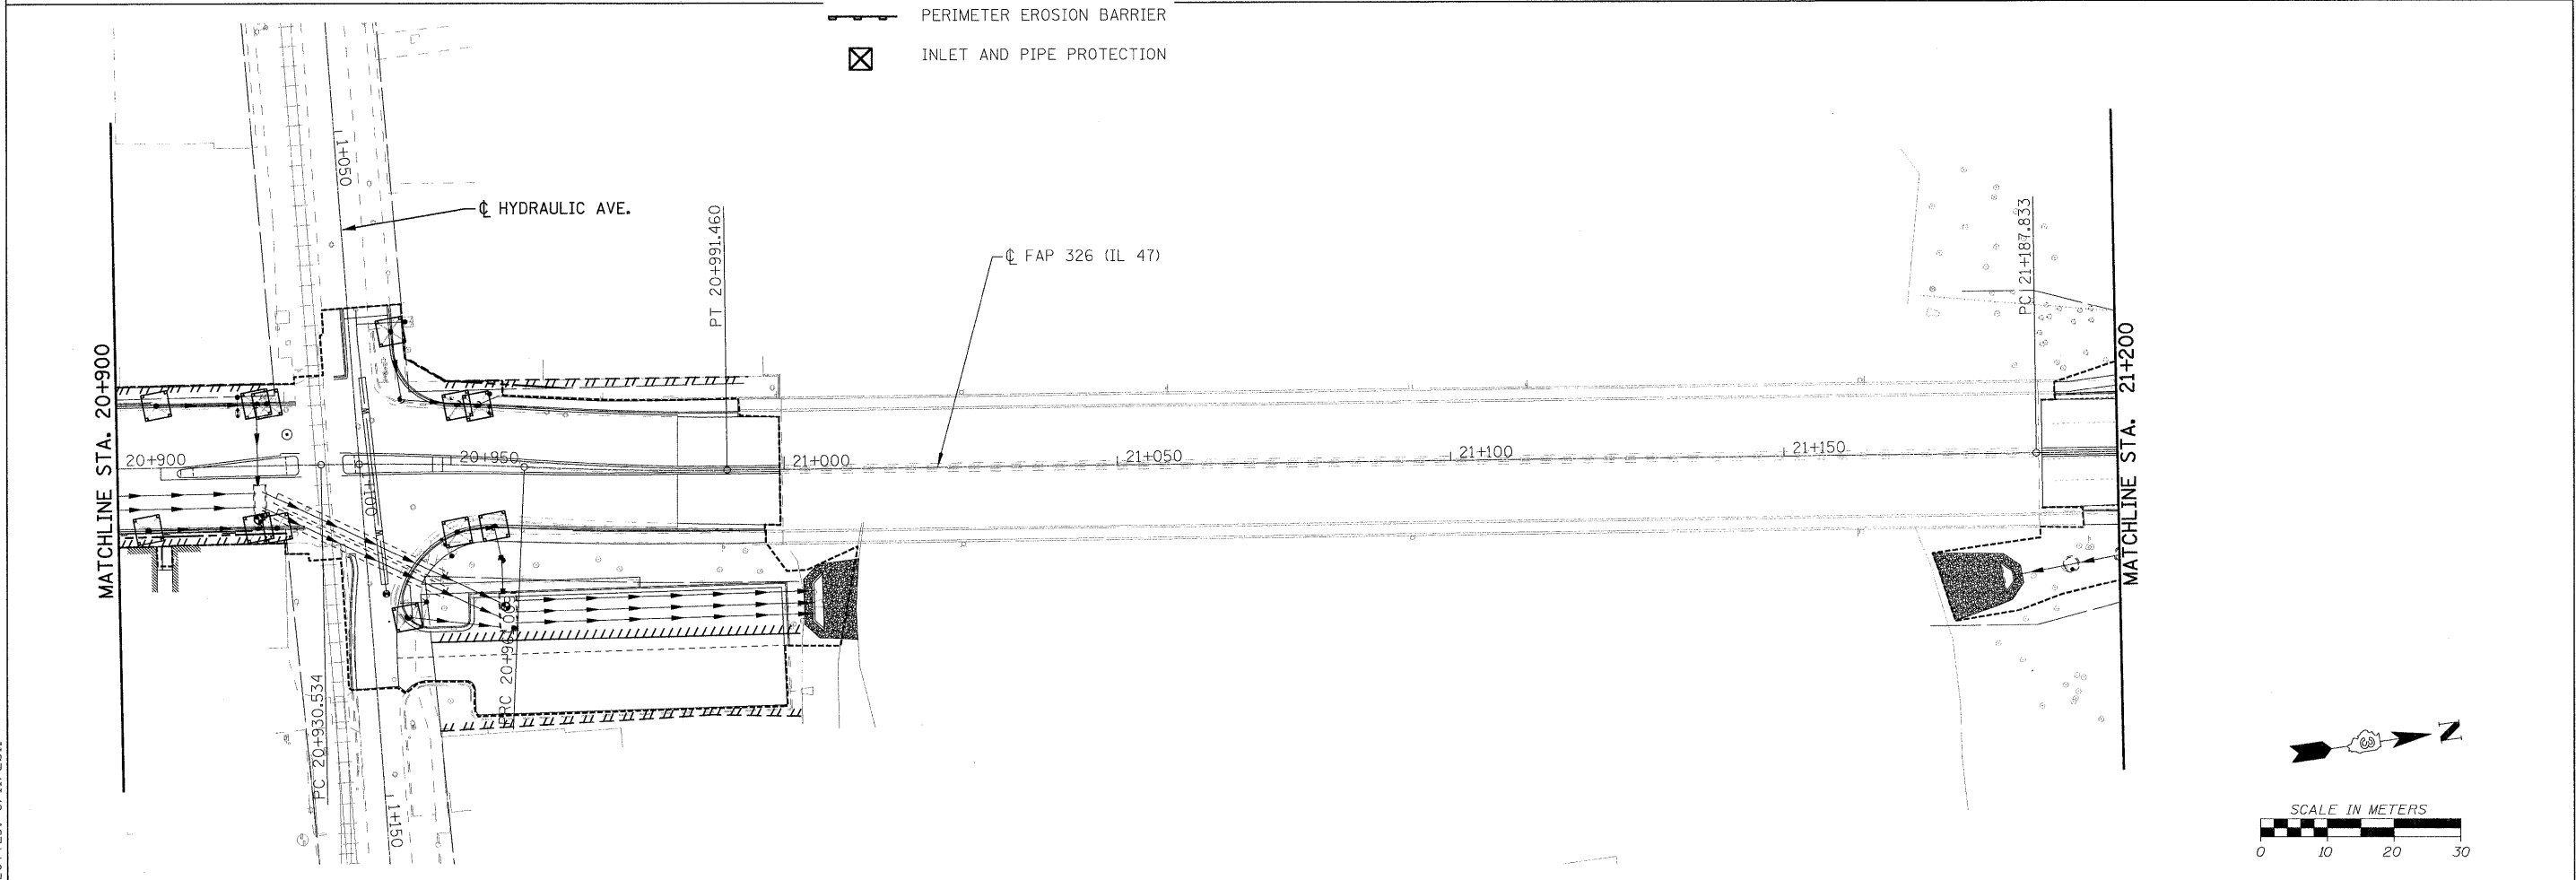 PERIMETER EROSION BARRIER
INLET AND PIPE PROTECTION
1+050
℄ HYDRAULIC AVE.
PT 20+991.460
℄ FAP 326 (IL 47)
PC 21+187.833
MATCHLINE STA. 20+900
MATCHLINE STA. 21+200
20+900
20+950
21+000
21+050
21+100
21+150
1+100
W
W
PC 20+930.534
1+150
N
3
SCALE IN METERS
0 10 20 30